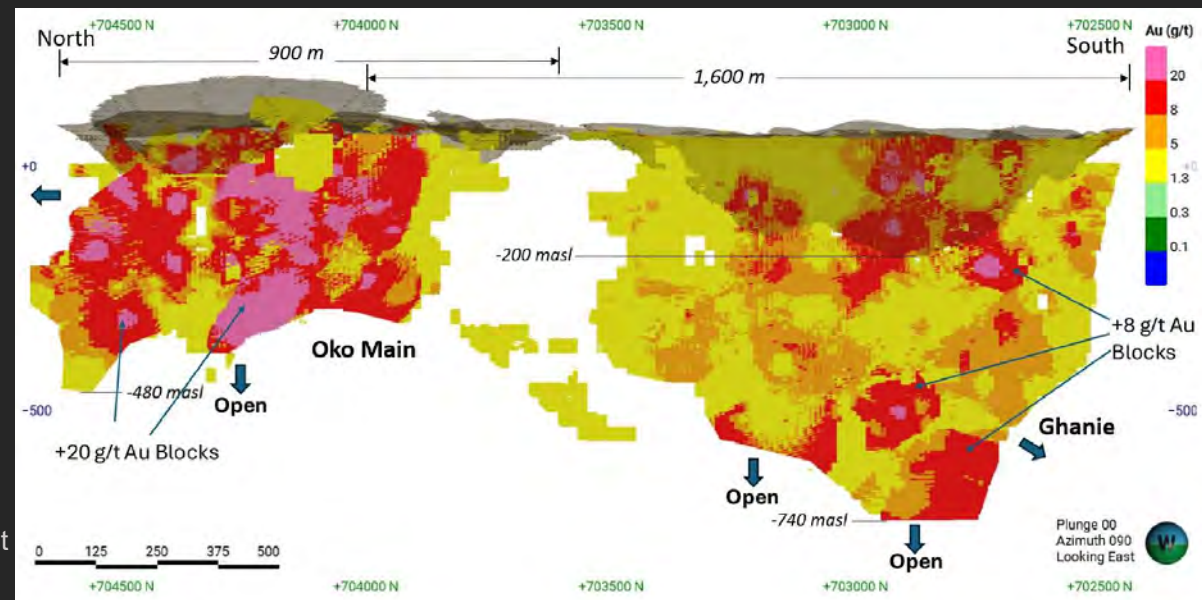 +704500 N
+704000 N
+703500 N
+703000 N
+702500 N
Au (g/t)
North
900 m
South
1,600 m
20
8
5
1.3
0.3
0.1
+0
+0
-200 masl
+8 g/t Au
Blocks
Oko Main
-480 masl
Open
-500
-500
Ghanie
+20 g/t Au Blocks
Open
-740 masl
Open
Plunge 00
Azimuth 090
Looking East
W
t
0 125 250 375 500
+704500 N
+704000 N
+703500 N
+703000 N
+702500 N